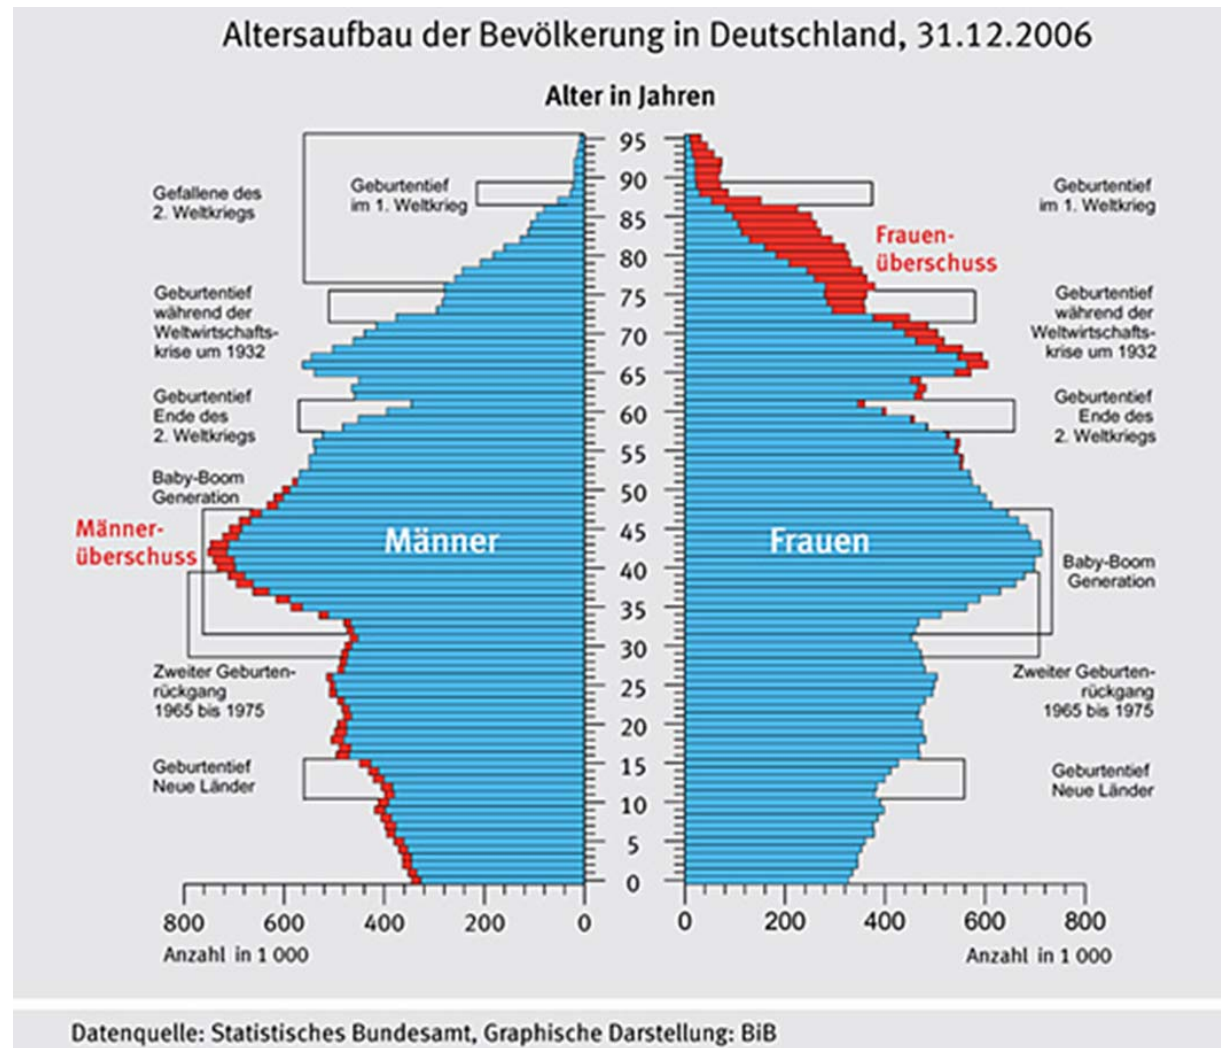 Altersaufbau der Bevölkerung in Deutschland, 31.12.2006
Alter in Jahren
Gefallene des
2. Weltkriegs
Geburtentief
im 1. Weltkrieg
Geburtentief
während der
Weltwirtschafts-
krise um 1932
Geburtentief
Ende des
2. Weltkriegs
Baby-Boom
Generation
Männer-
überschuss
Männer
Zweiter Geburten-
rückgang
1965 bis 1975
Geburtentief
Neue Länder
95
90
85
80
75
70
65
60
55
50
45
40
35
30
25
20
15
10
5
0
Geburtentief
im 1. Weltkrieg
Frauen-
überschuss
Geburtentief
während der
Weltwirtschafts-
krise um 1932
Geburtentief
Ende des
2. Weltkriegs
Frauen
Baby-Boom
Generation
Zweiter Geburten-
rückgang
1965 bis 1975
Geburtentief
Neue Länder
800 600 400 200 0 0 200 400 600 800
Anzahl in 1 000 Anzahl in 1 000
Datenquelle: Statistisches Bundesamt, Graphische Darstellung: BiB